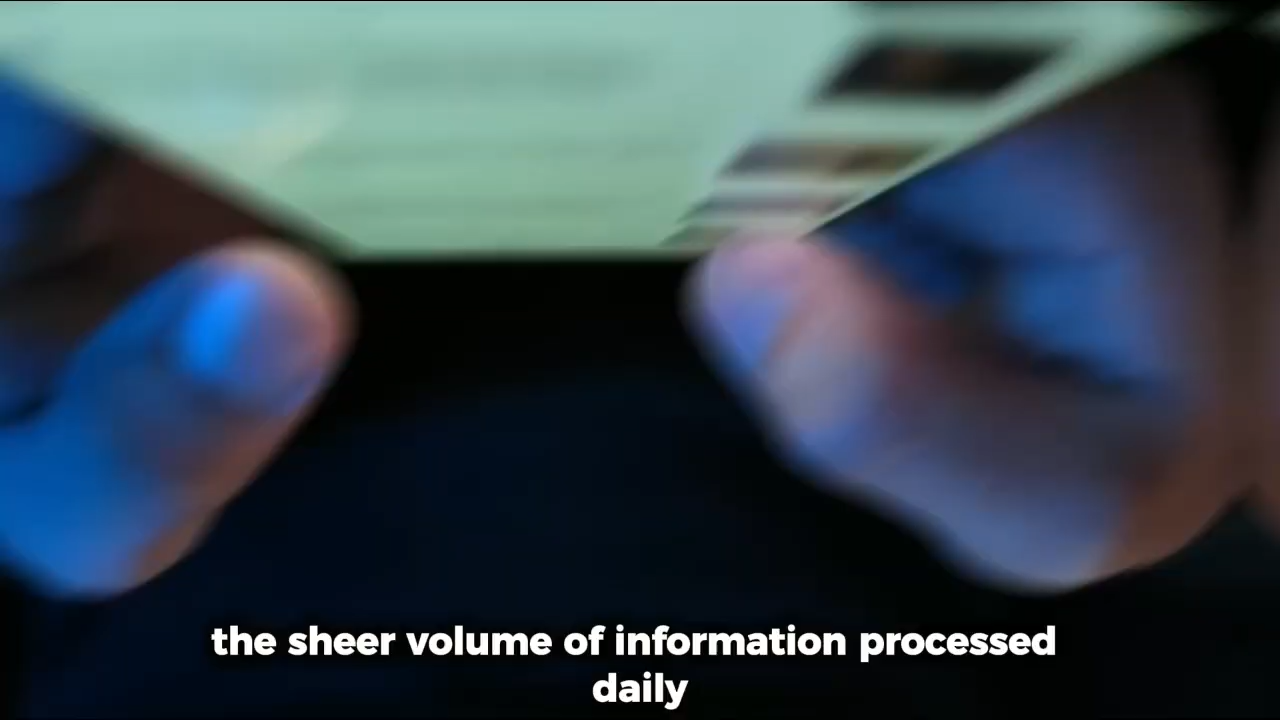 the sheer volume of information processed
daily